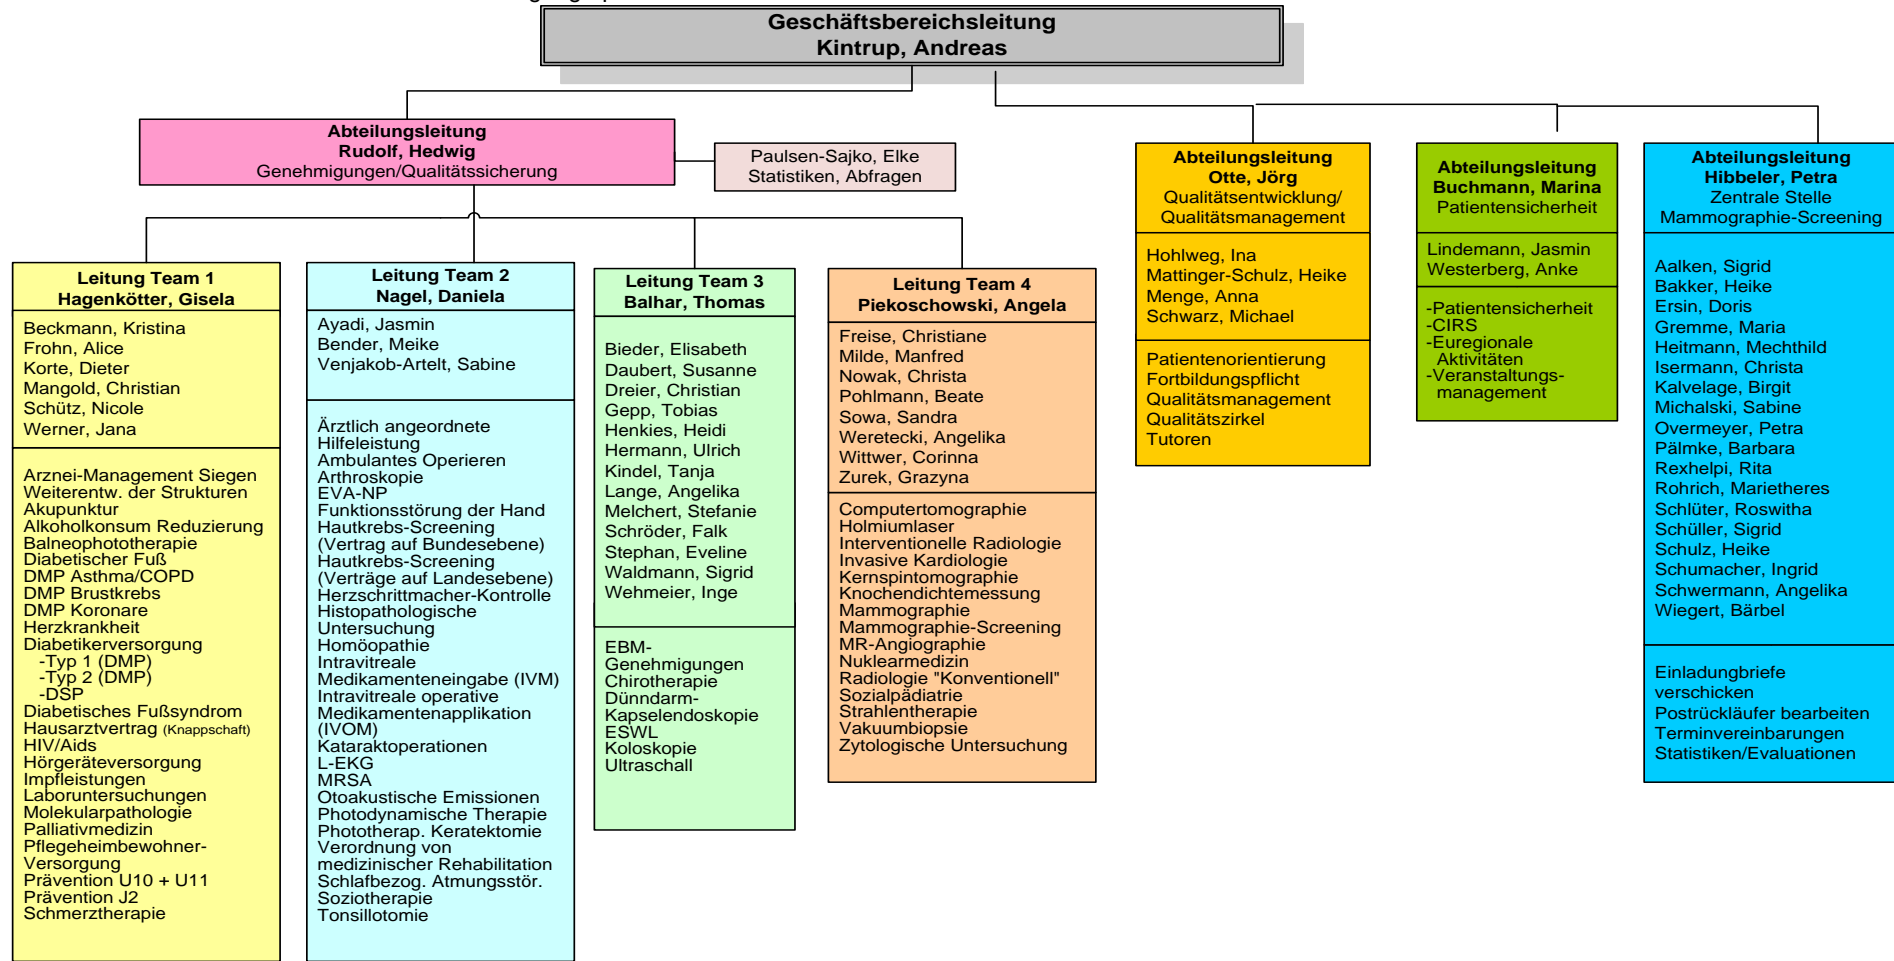 Geschäftsbereichsleitung
Kintrup, Andreas
Abteilungsleitung
Rudolf, Hedwig
Genehmigungen/Qualitätssicherung
Paulsen-Sajko, Elke
Statistiken, Abfragen
Abteilungsleitung
Otte, Jörg
Qualitätsentwicklung/
Qualitätsmanagement
Hohlweg, Ina
Mattinger-Schulz, Heike
Menge, Anna
Schwarz, Michael
Patientenorientierung
Fortbildungspflicht
Qualitätsmanagement
Qualitätszirkel
Tutoren
Abteilungsleitung
Buchmann, Marina
Patientensicherheit
Lindemann, Jasmin
Westerberg, Anke
-Patientensicherheit
-CIRS
-Euregionale
Aktivitäten
-Veranstaltungs-
management
Abteilungsleitung
Hibbeler, Petra
Zentrale Stelle
Mammographie-Screening
Aalken, Sigrid
Bakker, Heike
Ersin, Doris
Gremme, Maria
Heitmann, Mechthild
Isermann, Christa
Kalvelage, Birgit
Michalski, Sabine
Overmeyer, Petra
Pälmke, Barbara
Rexhelpi, Rita
Rohrich, Marietheres
Schlüter, Roswitha
Schüller, Sigrid
Schulz, Heike
Schumacher, Ingrid
Schwermann, Angelika
Wiegert, Bärbel
Einladungbriefe
verschicken
Postrückläufer bearbeiten
Terminvereinbarungen
Statistiken/Evaluationen
Leitung Team 1
Hagenkötter, Gisela
Beckmann, Kristina
Frohn, Alice
Korte, Dieter
Mangold, Christian
Schütz, Nicole
Werner, Jana
Arznei-Management Siegen
Weiterentw. der Strukturen
Akupunktur
Alkoholkonsum Reduzierung
Balneophototherapie
Diabetischer Fuß
DMP Asthma/COPD
DMP Brustkrebs
DMP Koronare
Herzkrankheit
Diabetikerversorgung
-Typ 1 (DMP)
-Typ 2 (DMP)
-DSP
Diabetisches Fußsyndrom
Hausarztvertrag (Knappschaft)
HIV/Aids
Hörgeräteversorgung
Impfleistungen
Laboruntersuchungen
Molekularpathologie
Palliativmedizin
Pflegeheimbewohner-
Versorgung
Prävention U10 + U11
Prävention J2
Schmerztherapie
Leitung Team 2
Nagel, Daniela
Ayadi, Jasmin
Bender, Meike
Venjakob-Artelt, Sabine
Ärztlich angeordnete
Hilfeleistung
Ambulantes Operieren
Arthroskopie
EVA-NP
Funktionsstörung der Hand
Hautkrebs-Screening
(Vertrag auf Bundesebene)
Hautkrebs-Screening
(Verträge auf Landesebene)
Herzschrittmacher-Kontrolle
Histopathologische
Untersuchung
Homöopathie
Intravitreale
Medikamenteneingabe (IVM)
Intravitreale operative
Medikamentenapplikation
(IVOM)
Kataraktoperationen
L-EKG
MRSA
Otoakustische Emissionen
Photodynamische Therapie
Phototherap. Keratektomie
Verordnung von
medizinischer Rehabilitation
Schlafbezog. Atmungsstör.
Soziotherapie
Tonsillotomie
Leitung Team 3
Balhar, Thomas
Bieder, Elisabeth
Daubert, Susanne
Dreier, Christian
Gepp, Tobias
Henkies, Heidi
Hermann, Ulrich
Kindel, Tanja
Lange, Angelika
Melchert, Stefanie
Schröder, Falk
Stephan, Eveline
Waldmann, Sigrid
Wehmeier, Inge
EBM-
Genehmigungen
Chirotherapie
Dünndarm-
Kapselendoskopie
ESWL
Koloskopie
Ultraschall
Leitung Team 4
Piekoschowski, Angela
Freise, Christiane
Milde, Manfred
Nowak, Christa
Pohlmann, Beate
Sowa, Sandra
Weretecki, Angelika
Wittwer, Corinna
Zurek, Grazyna
Computertomographie
Holmiumlaser
Interventionelle Radiologie
Invasive Kardiologie
Kernspintomographie
Knochendichtemessung
Mammographie
Mammographie-Screening
MR-Angiographie
Nuklearmedizin
Radiologie "Konventionell"
Sozialpädiatrie
Strahlentherapie
Vakuumbiopsie
Zytologische Untersuchung